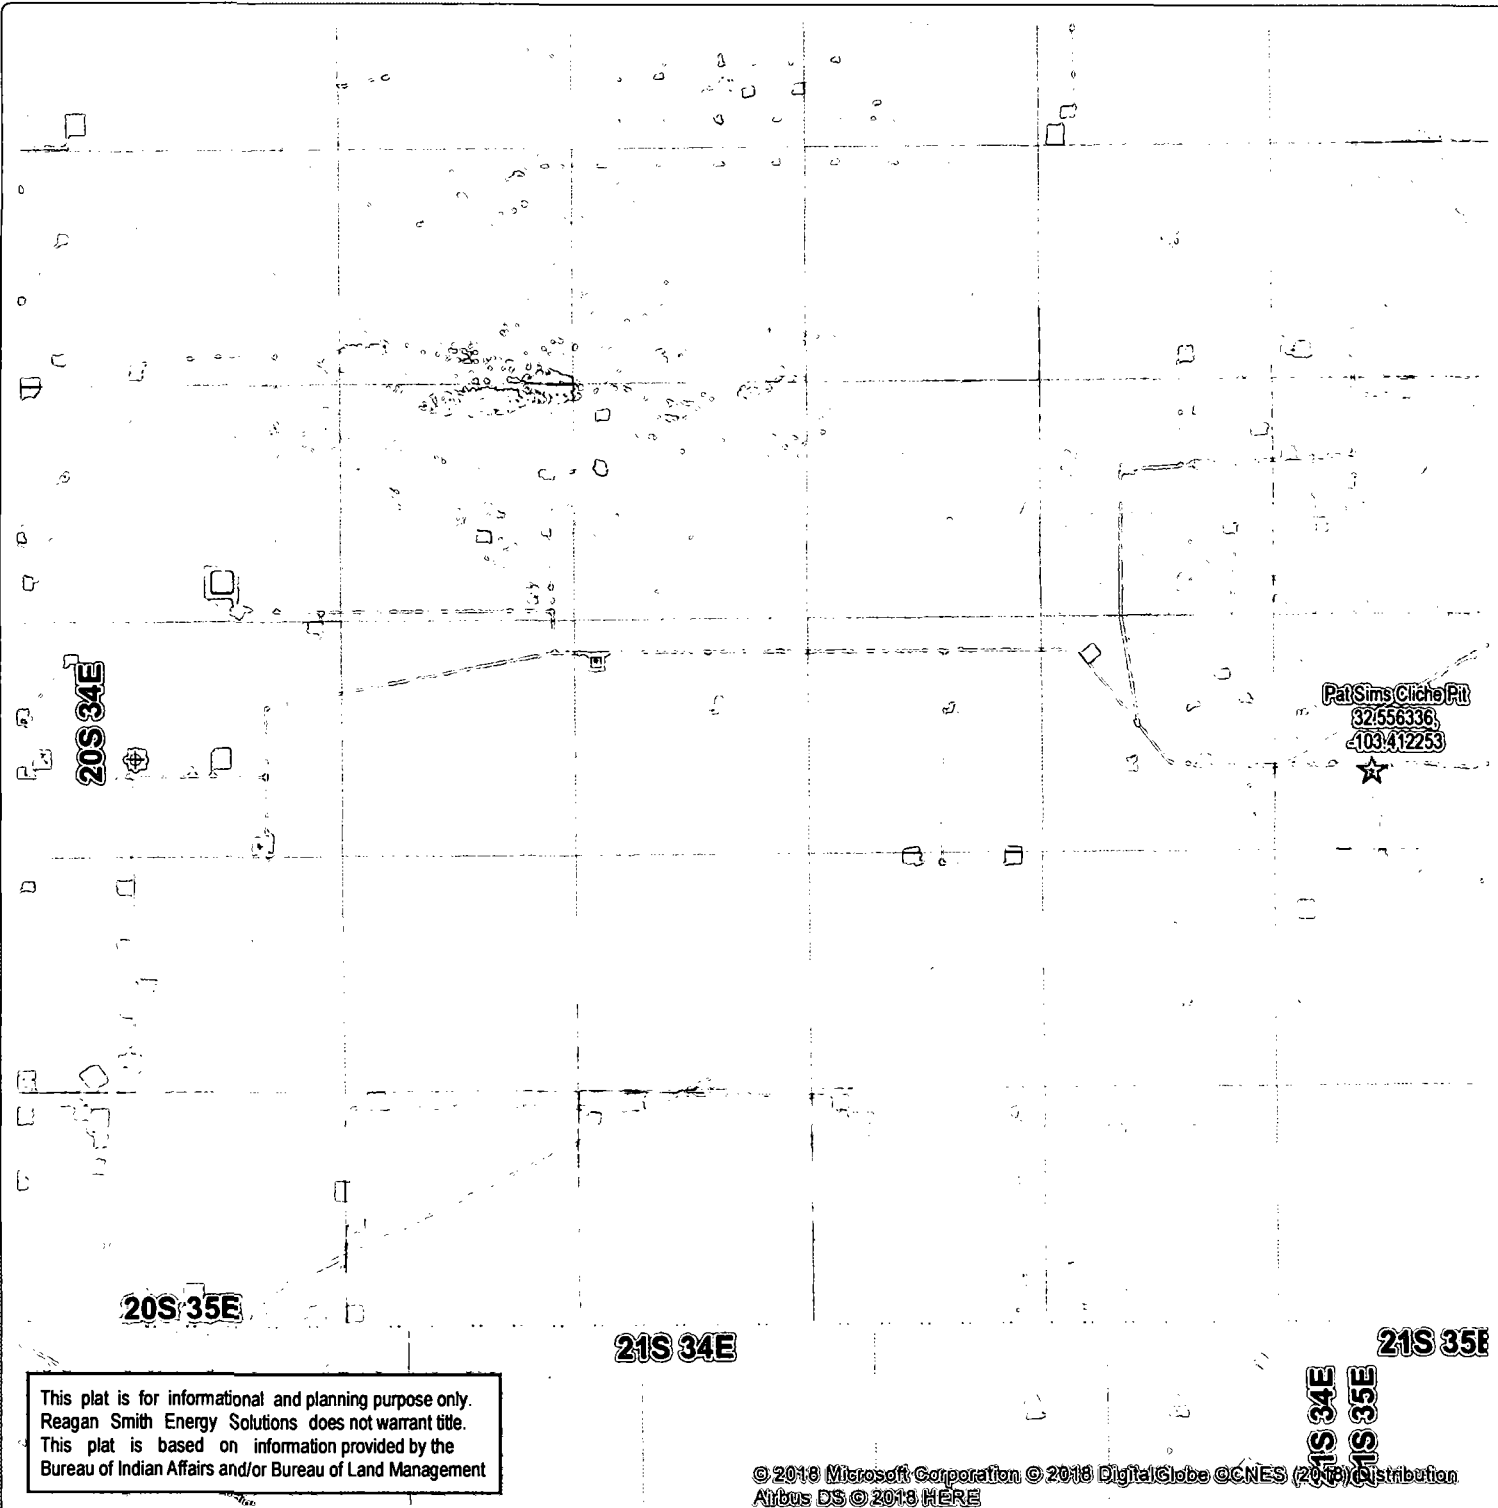 Pat Sims Cliche Pit
32.556336,
-103.412253
20S 34E
20S 35E
21S 34E
21S 35E
21S 34E
21S 35E
This plat is for informational and planning purpose only.
Reagan Smith Energy Solutions does not warrant title.
This plat is based on information provided by the
Bureau of Indian Affairs and/or Bureau of Land Management
© 2018 Microsoft Corporation © 2018 DigitalGlobe ©CNES (2018) Distribution
Airbus DS © 2018 HERE